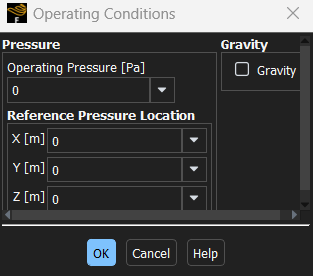 F Operating Conditions
Pressure
Operating Pressure [Pa]
0
Reference Pressure Location
X [m] 0
Y [m] 0
Z [m] 0
Gravity
Gravity
OK Cancel Help